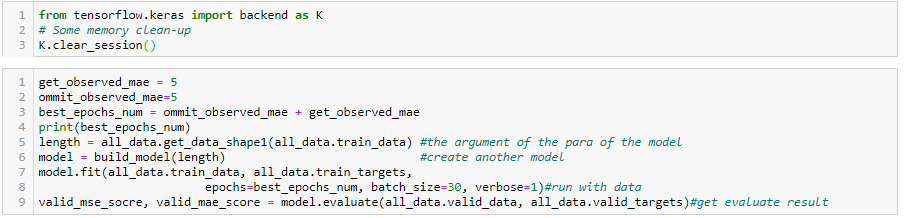 1 from tensorflow.keras import backend as K
2 # Some memory clean-up
3 K.clear_session()
1 get_observed_mae = 5
2 ommit_observed_mae=5
3 best_epochs_num = ommit_observed_mae + get_observed_mae
4 print(best_epochs_num)
5 length = all_data.get_data_shape1(all_data.train_data) #the argument of the para of the model
6 model = build_model(length) #create another model
7 model.fit(all_data.train_data, all_data.train_targets,
8 epochs=best_epochs_num, batch_size=30, verbose=1)#run with data
9 valid_mse_socre, valid_mae_score = model.evaluate(all_data.valid_data, all_data.valid_targets)#get evaluate result